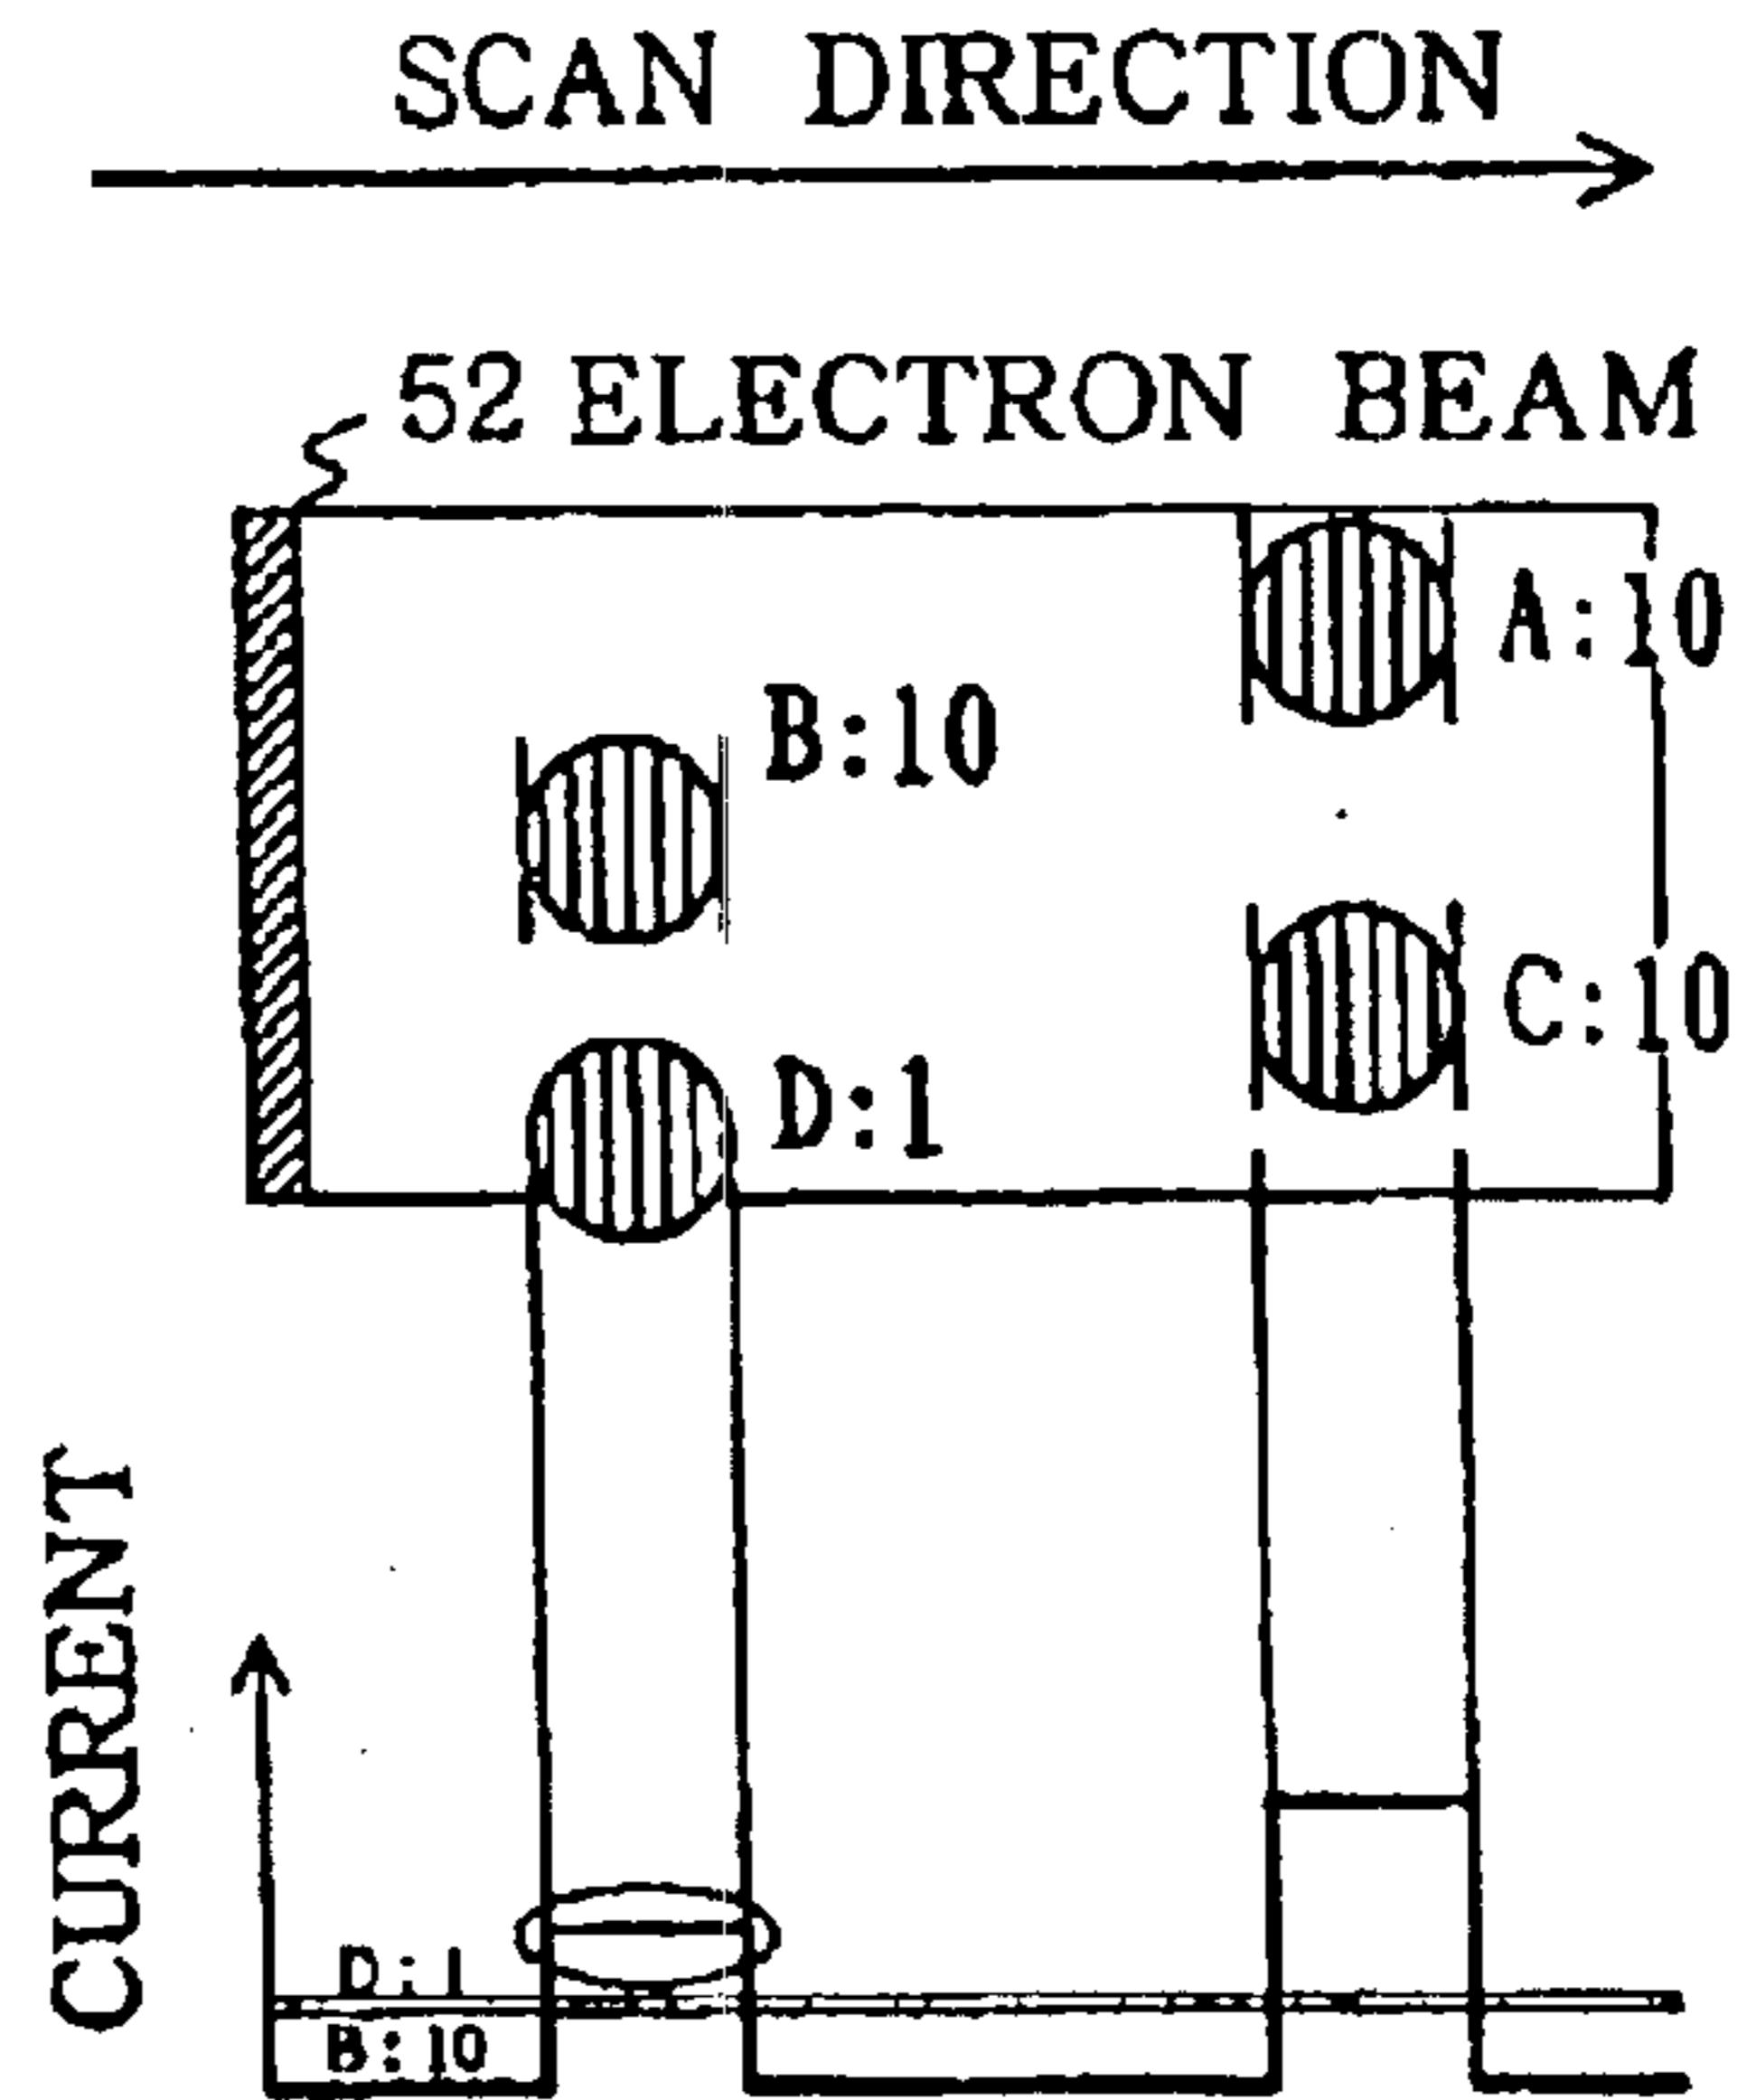 SCAN DIRECTION
52 ELECTRON BEAM
A:10
B:10
C:10
D:1
CURRENT
D:1
B:10